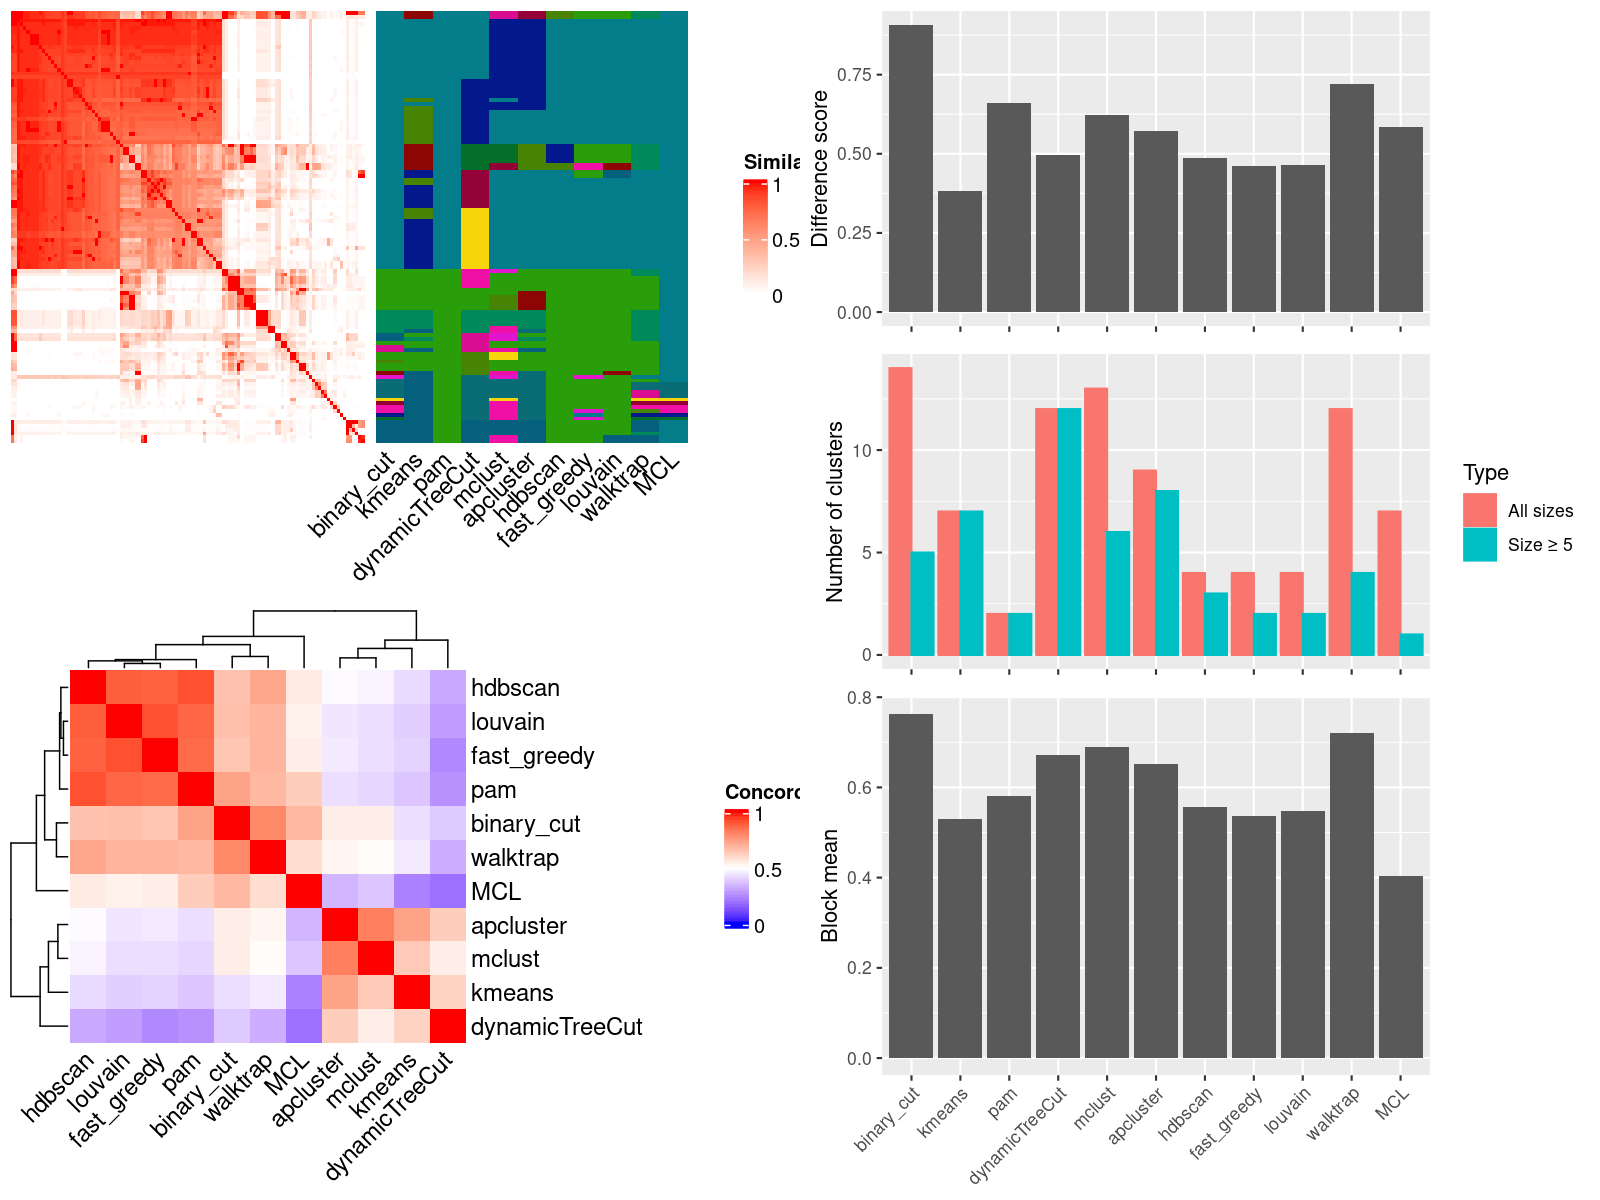 Simila
1
0.5
0
binary_cut
kmeans
pam
dynamicTreeCut
mclust
apcluster
hdbscan
fast_greedy
louvain
walktrap
MCL
hdbscan
louvain
fast_greedy
pam
binary_cut
walktrap
MCL
apcluster
mclust
kmeans
dynamicTreeCut
hdbscan
louvain
fast_greedy
pam
binary_cut
walktrap
MCL
apcluster
mclust
kmeans
dynamicTreeCut
Concord
1
0.5
0
Difference score
0.75
0.50
0.25
0.00
Number of clusters
10
5
0
Type
All sizes
Size ≥ 5
Block mean
0.8
0.6
0.4
0.2
0.0
binary_cut
kmeans
pam
dynamicTreeCut
mclust
apcluster
hdbscan
fast_greedy
louvain
walktrap
MCL